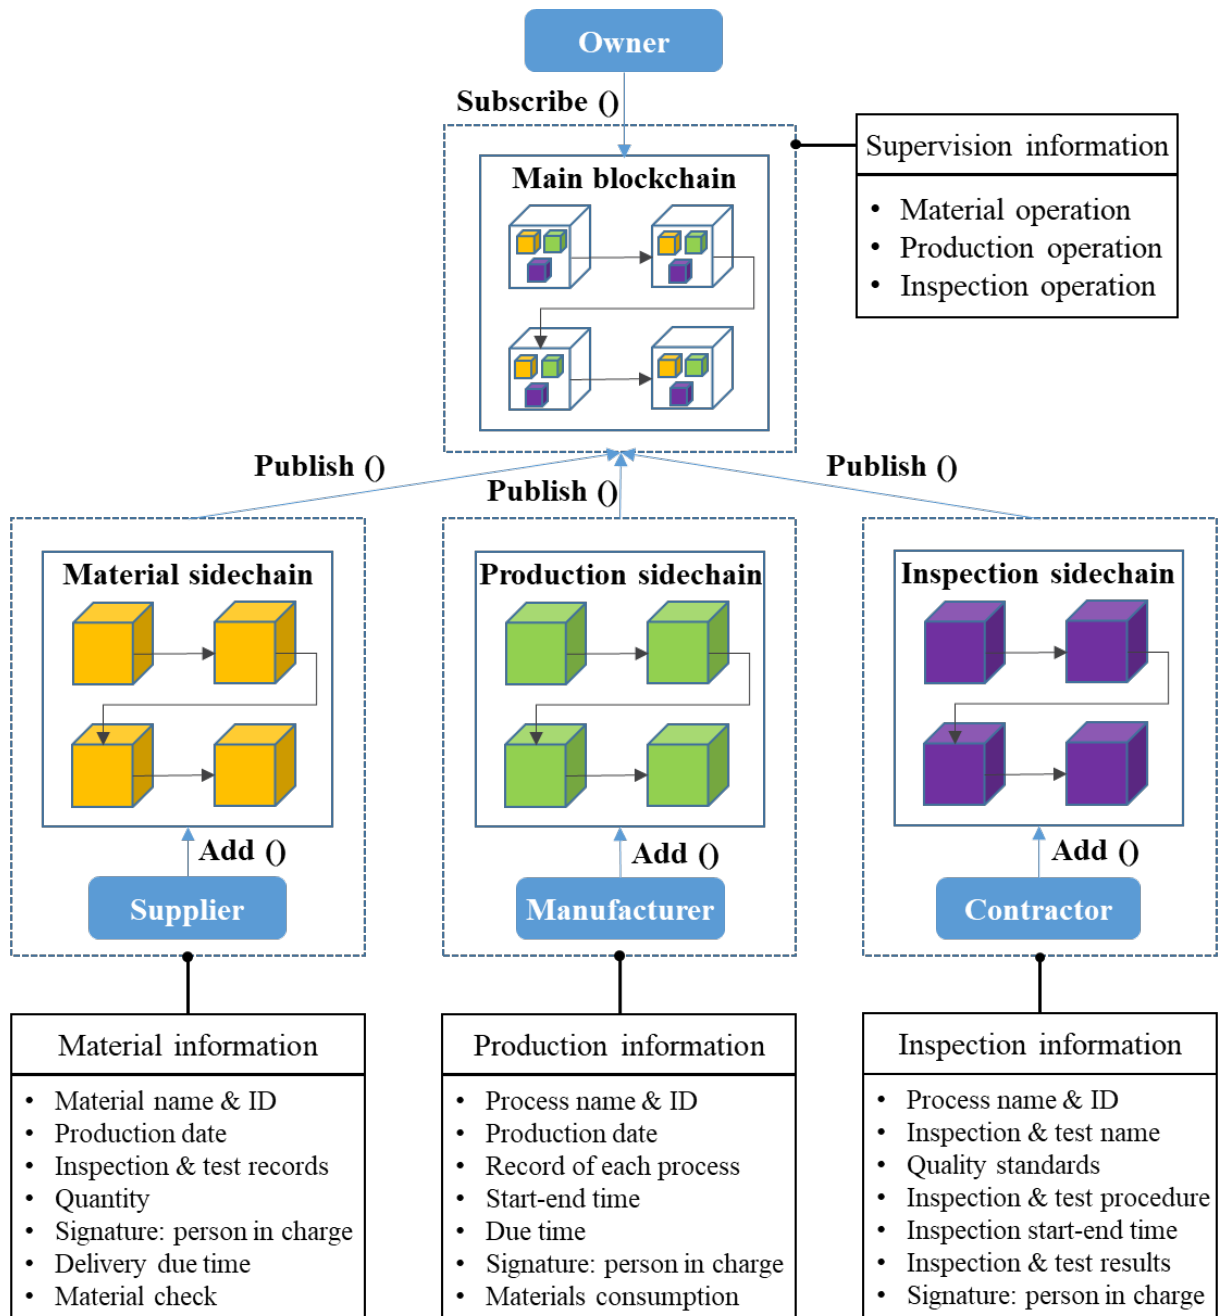 Owner
Subscribe ()
Main blockchain
Supervision information
• Material operation
• Production operation
• Inspection operation
Publish ()
Publish ()
Publish ()
Material sidechain
Add ()
Supplier
Production sidechain
Add ()
Manufacturer
Inspection sidechain
Add ()
Contractor
Material information
• Material name & ID
• Production date
• Inspection & test records
• Quantity
• Signature: person in charge
• Delivery due time
• Material check
Production information
• Process name & ID
• Production date
• Record of each process
• Start-end time
• Due time
• Signature: person in charge
• Materials consumption
Inspection information
• Process name & ID
• Inspection & test name
• Quality standards
• Inspection & test procedure
• Inspection start-end time
• Inspection & test results
• Signature: person in charge